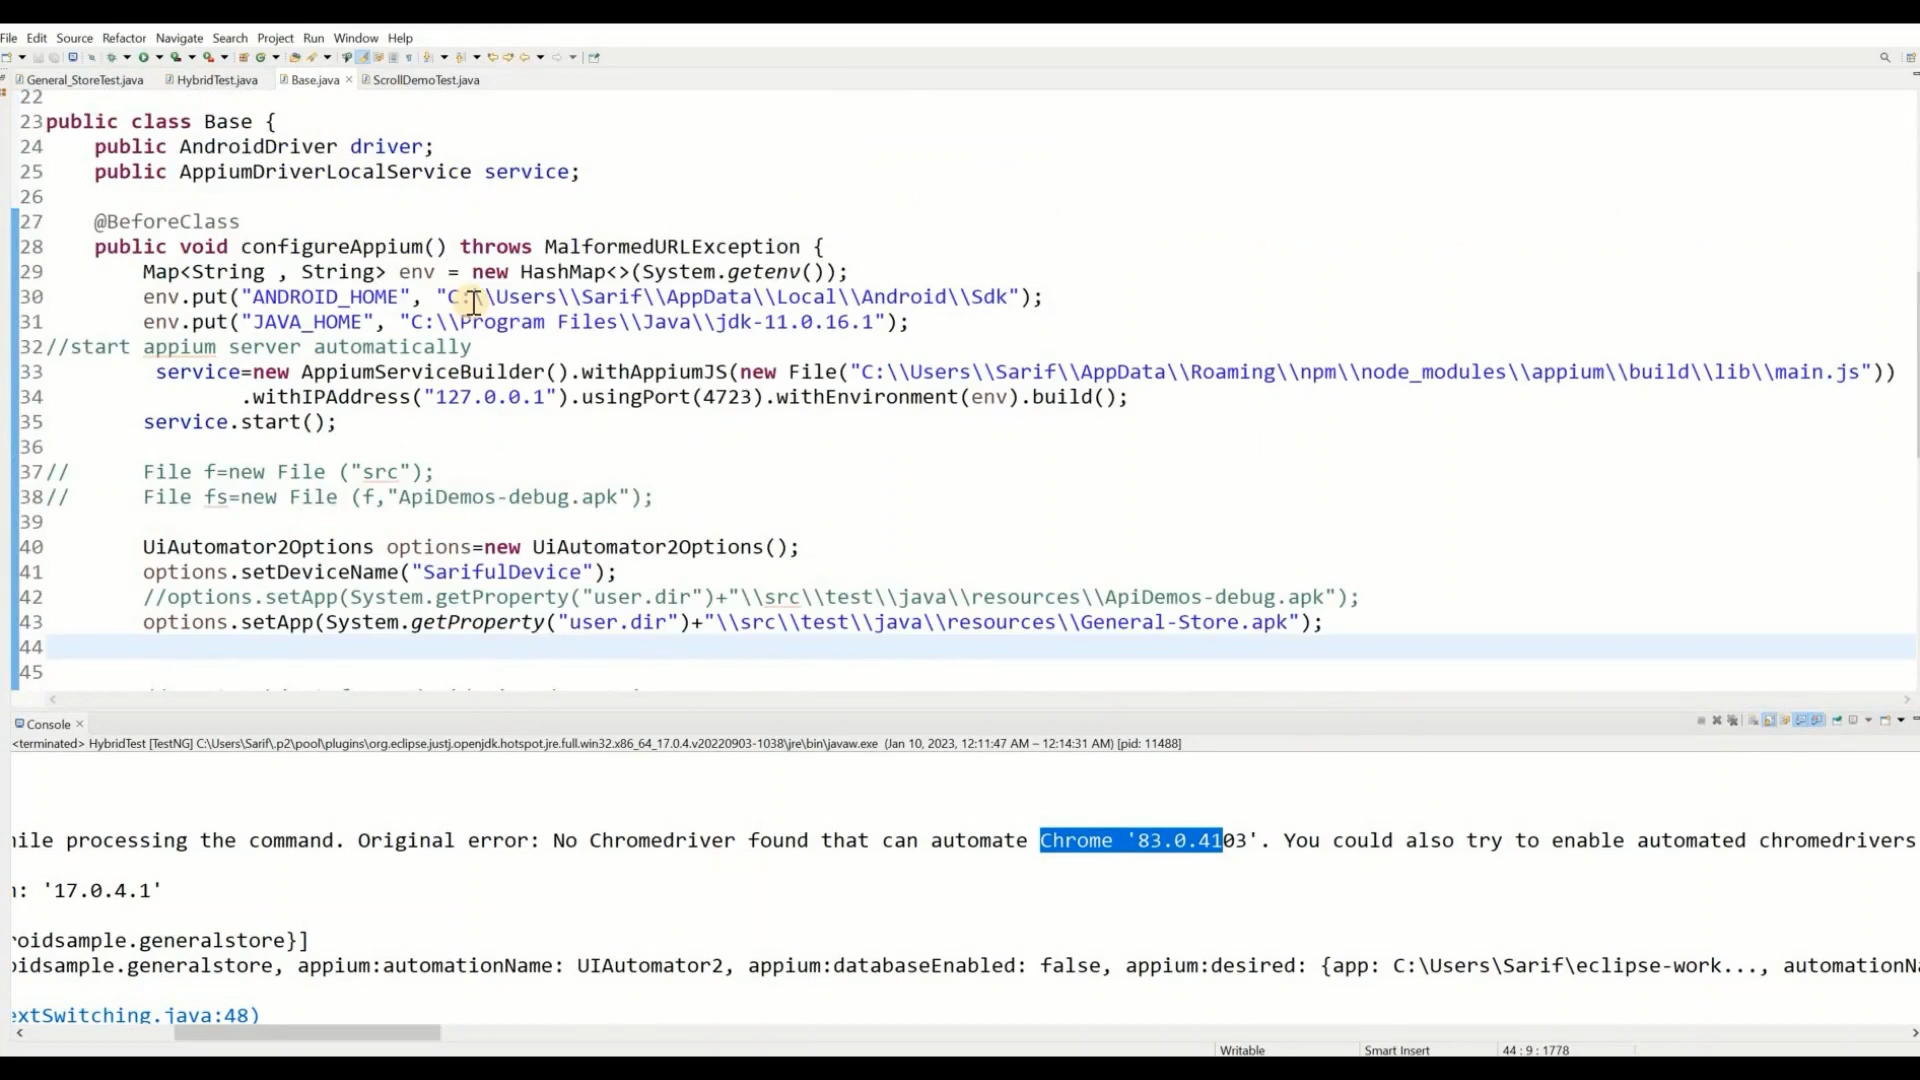 File Edit Source Refactor Navigate Search Project Run Window Help
General_StoreTest.java HybridTest.java Base.java ScrollDemoTest.java
22
23 public class Base {
24 public AndroidDriver driver;
25 public AppiumDriverLocalService service;
26
27 @BeforeClass
28 public void configureAppium() throws MalformedURLException {
29 Map<String , String> env = new HashMap<>(System.getenv());
30 env.put("ANDROID_HOME", "C:\\Users\\Sarif\\AppData\\Local\\Android\\Sdk");
31 env.put("JAVA_HOME", "C:\\Program Files\\Java\\jdk-11.0.16.1");
32 //start appium server automatically
33 service=new AppiumServiceBuilder().withAppiumJS(new File("C:\\Users\\Sarif\\AppData\\Roaming\\npm\\node_modules\\appium\\build\\lib\\main.js"))
34 .withIPAddress("127.0.0.1").usingPort(4723).withEnvironment(env).build();
35 service.start();
36
37 // File f=new File ("src");
38 // File fs=new File (f,"ApiDemos-debug.apk");
39
40 UiAutomator2Options options=new UiAutomator2Options();
41 options.setDeviceName("SarifulDevice");
42 //options.setApp(System.getProperty("user.dir")+"\\src\\test\\java\\resources\\ApiDemos-debug.apk");
43 options.setApp(System.getProperty("user.dir")+"\\src\\test\\java\\resources\\General-Store.apk");
44
45
Console
<terminated> HybridTest [TestNG] C:\Users\Sarif\.p2\pool\plugins\org.eclipse.justj.openjdk.hotspot.jre.full.win32.x86_64_17.0.4.v20220903-1038\jre\bin\javaw.exe (Jan 10, 2023, 12:11:47 AM – 12:14:31 AM) [pid: 11488]
ile processing the command. Original error: No Chromedriver found that can automate Chrome '83.0.4103'. You could also try to enable automated chromedrivers
: '17.0.4.1'
roidsample.generalstore}]
idsample.generalstore, appium:automationName: UIAutomator2, appium:databaseEnabled: false, appium:desired: {app: C:\Users\Sarif\eclipse-work..., automationNa
extSwitching.java:48)
Writable Smart Insert 44 : 9 : 1778